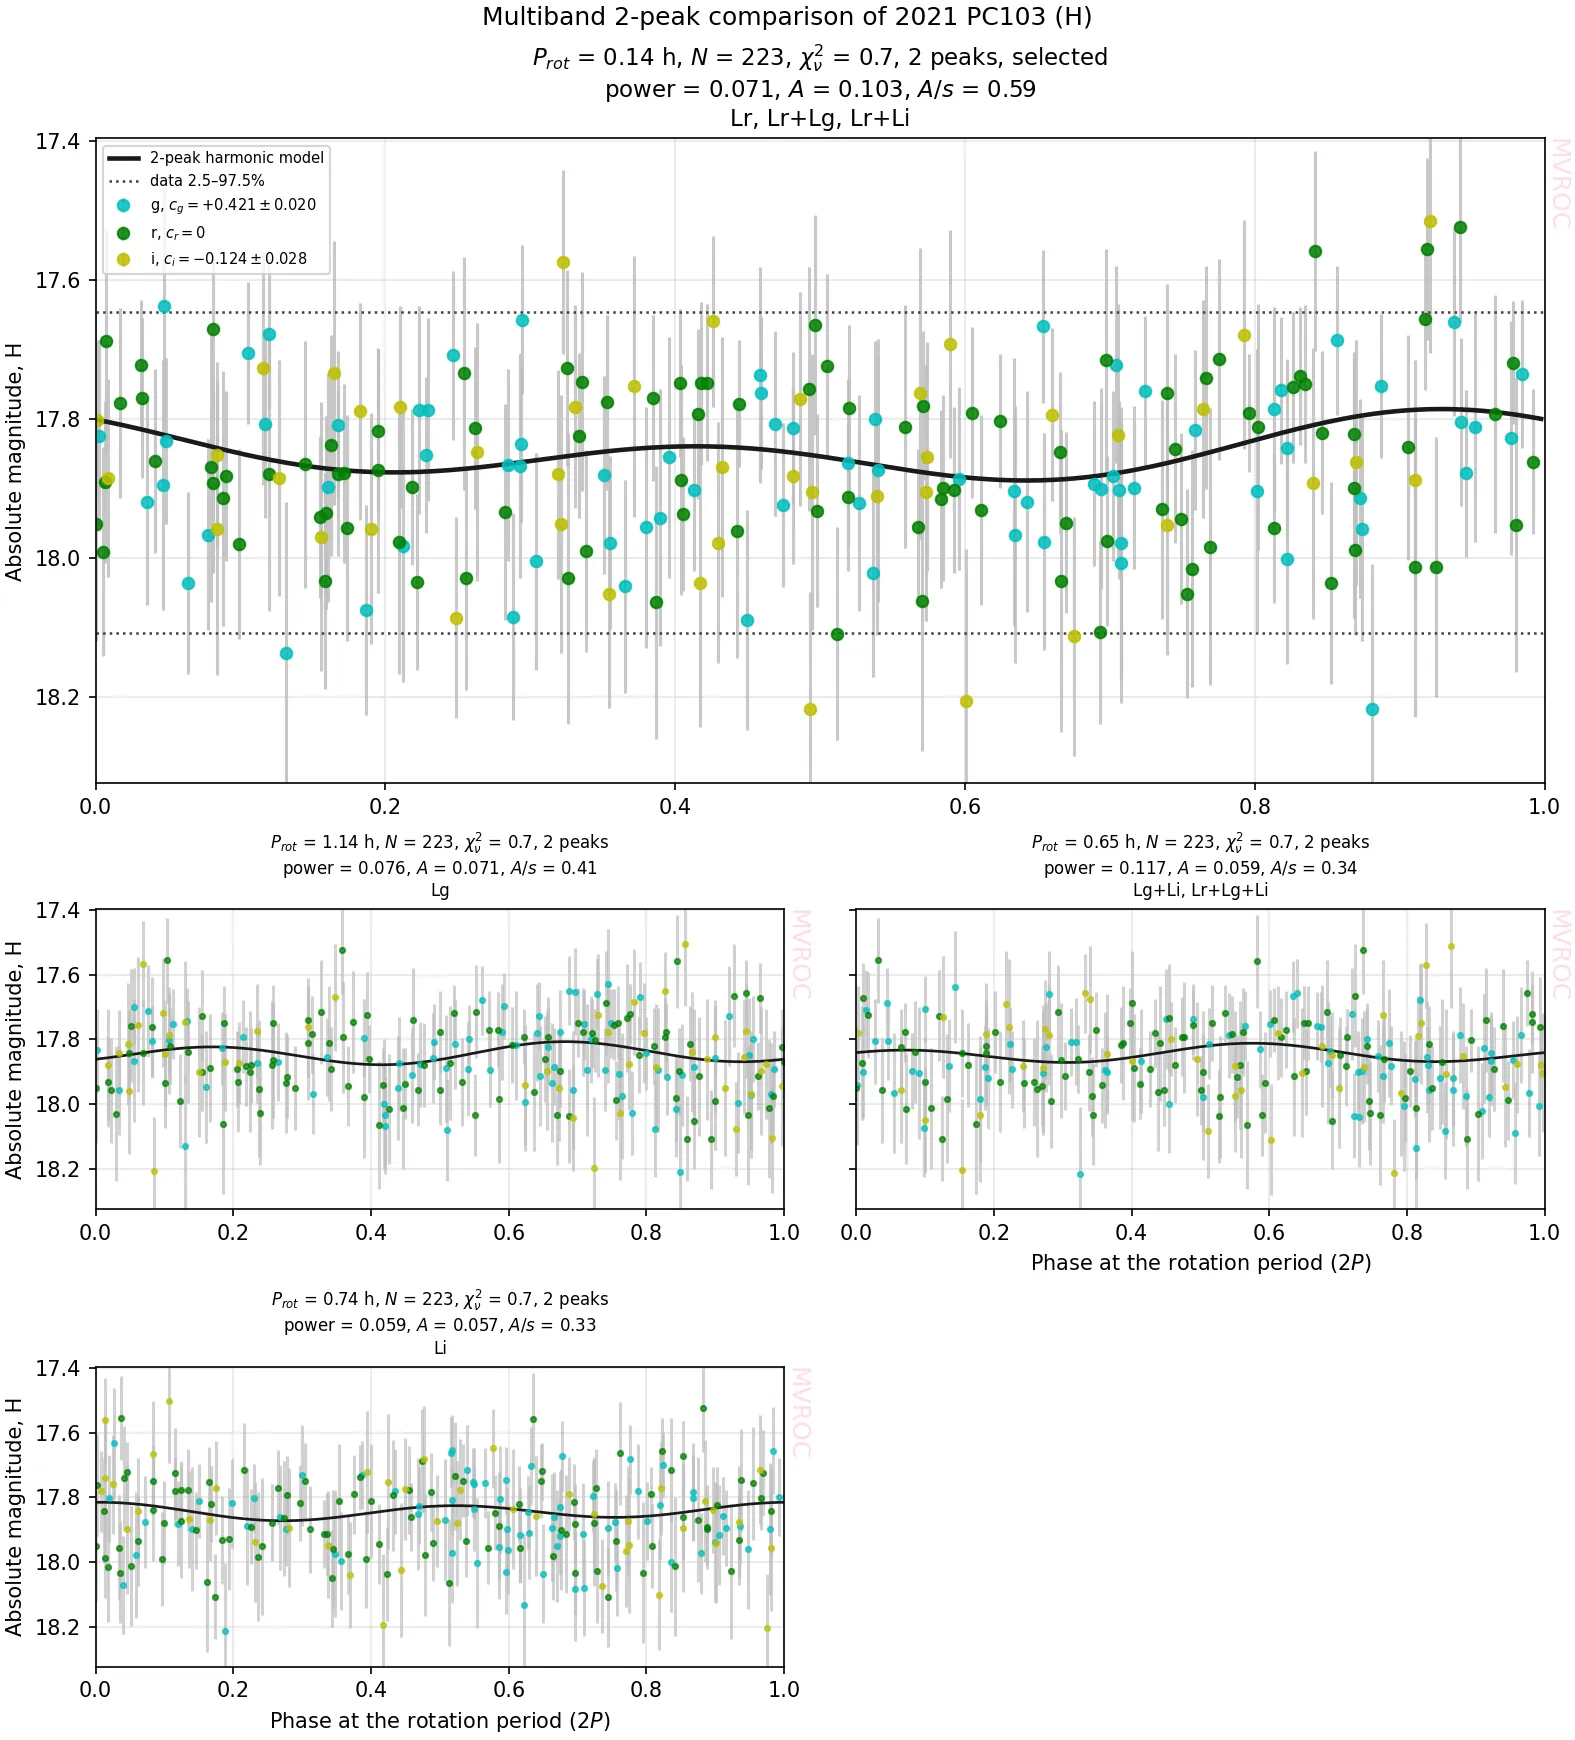 Multiband 2-peak comparison of 2021 PC103 (H)
P_rot = 0.14 h, N = 223, χ²_ν = 0.7, 2 peaks, selected
power = 0.071, A = 0.103, A/s = 0.59
Lr, Lr+Lg, Lr+Li
2-peak harmonic model
data 2.5–97.5%
g, c_g = +0.421 ± 0.020
r, c_r = 0
i, c_i = −0.124 ± 0.028
MVROC
Absolute magnitude, H
17.4
17.6
17.8
18.0
18.2
0.0 0.2 0.4 0.6 0.8 1.0
P_rot = 1.14 h, N = 223, χ²_ν = 0.7, 2 peaks
power = 0.076, A = 0.071, A/s = 0.41
Lg
MVROC
Absolute magnitude, H
17.4
17.6
17.8
18.0
18.2
0.0 0.2 0.4 0.6 0.8 1.0
P_rot = 0.65 h, N = 223, χ²_ν = 0.7, 2 peaks
power = 0.117, A = 0.059, A/s = 0.34
Lg+Li, Lr+Lg+Li
MVROC
0.0 0.2 0.4 0.6 0.8 1.0
Phase at the rotation period (2P)
P_rot = 0.74 h, N = 223, χ²_ν = 0.7, 2 peaks
power = 0.059, A = 0.057, A/s = 0.33
Li
MVROC
Absolute magnitude, H
17.4
17.6
17.8
18.0
18.2
0.0 0.2 0.4 0.6 0.8 1.0
Phase at the rotation period (2P)